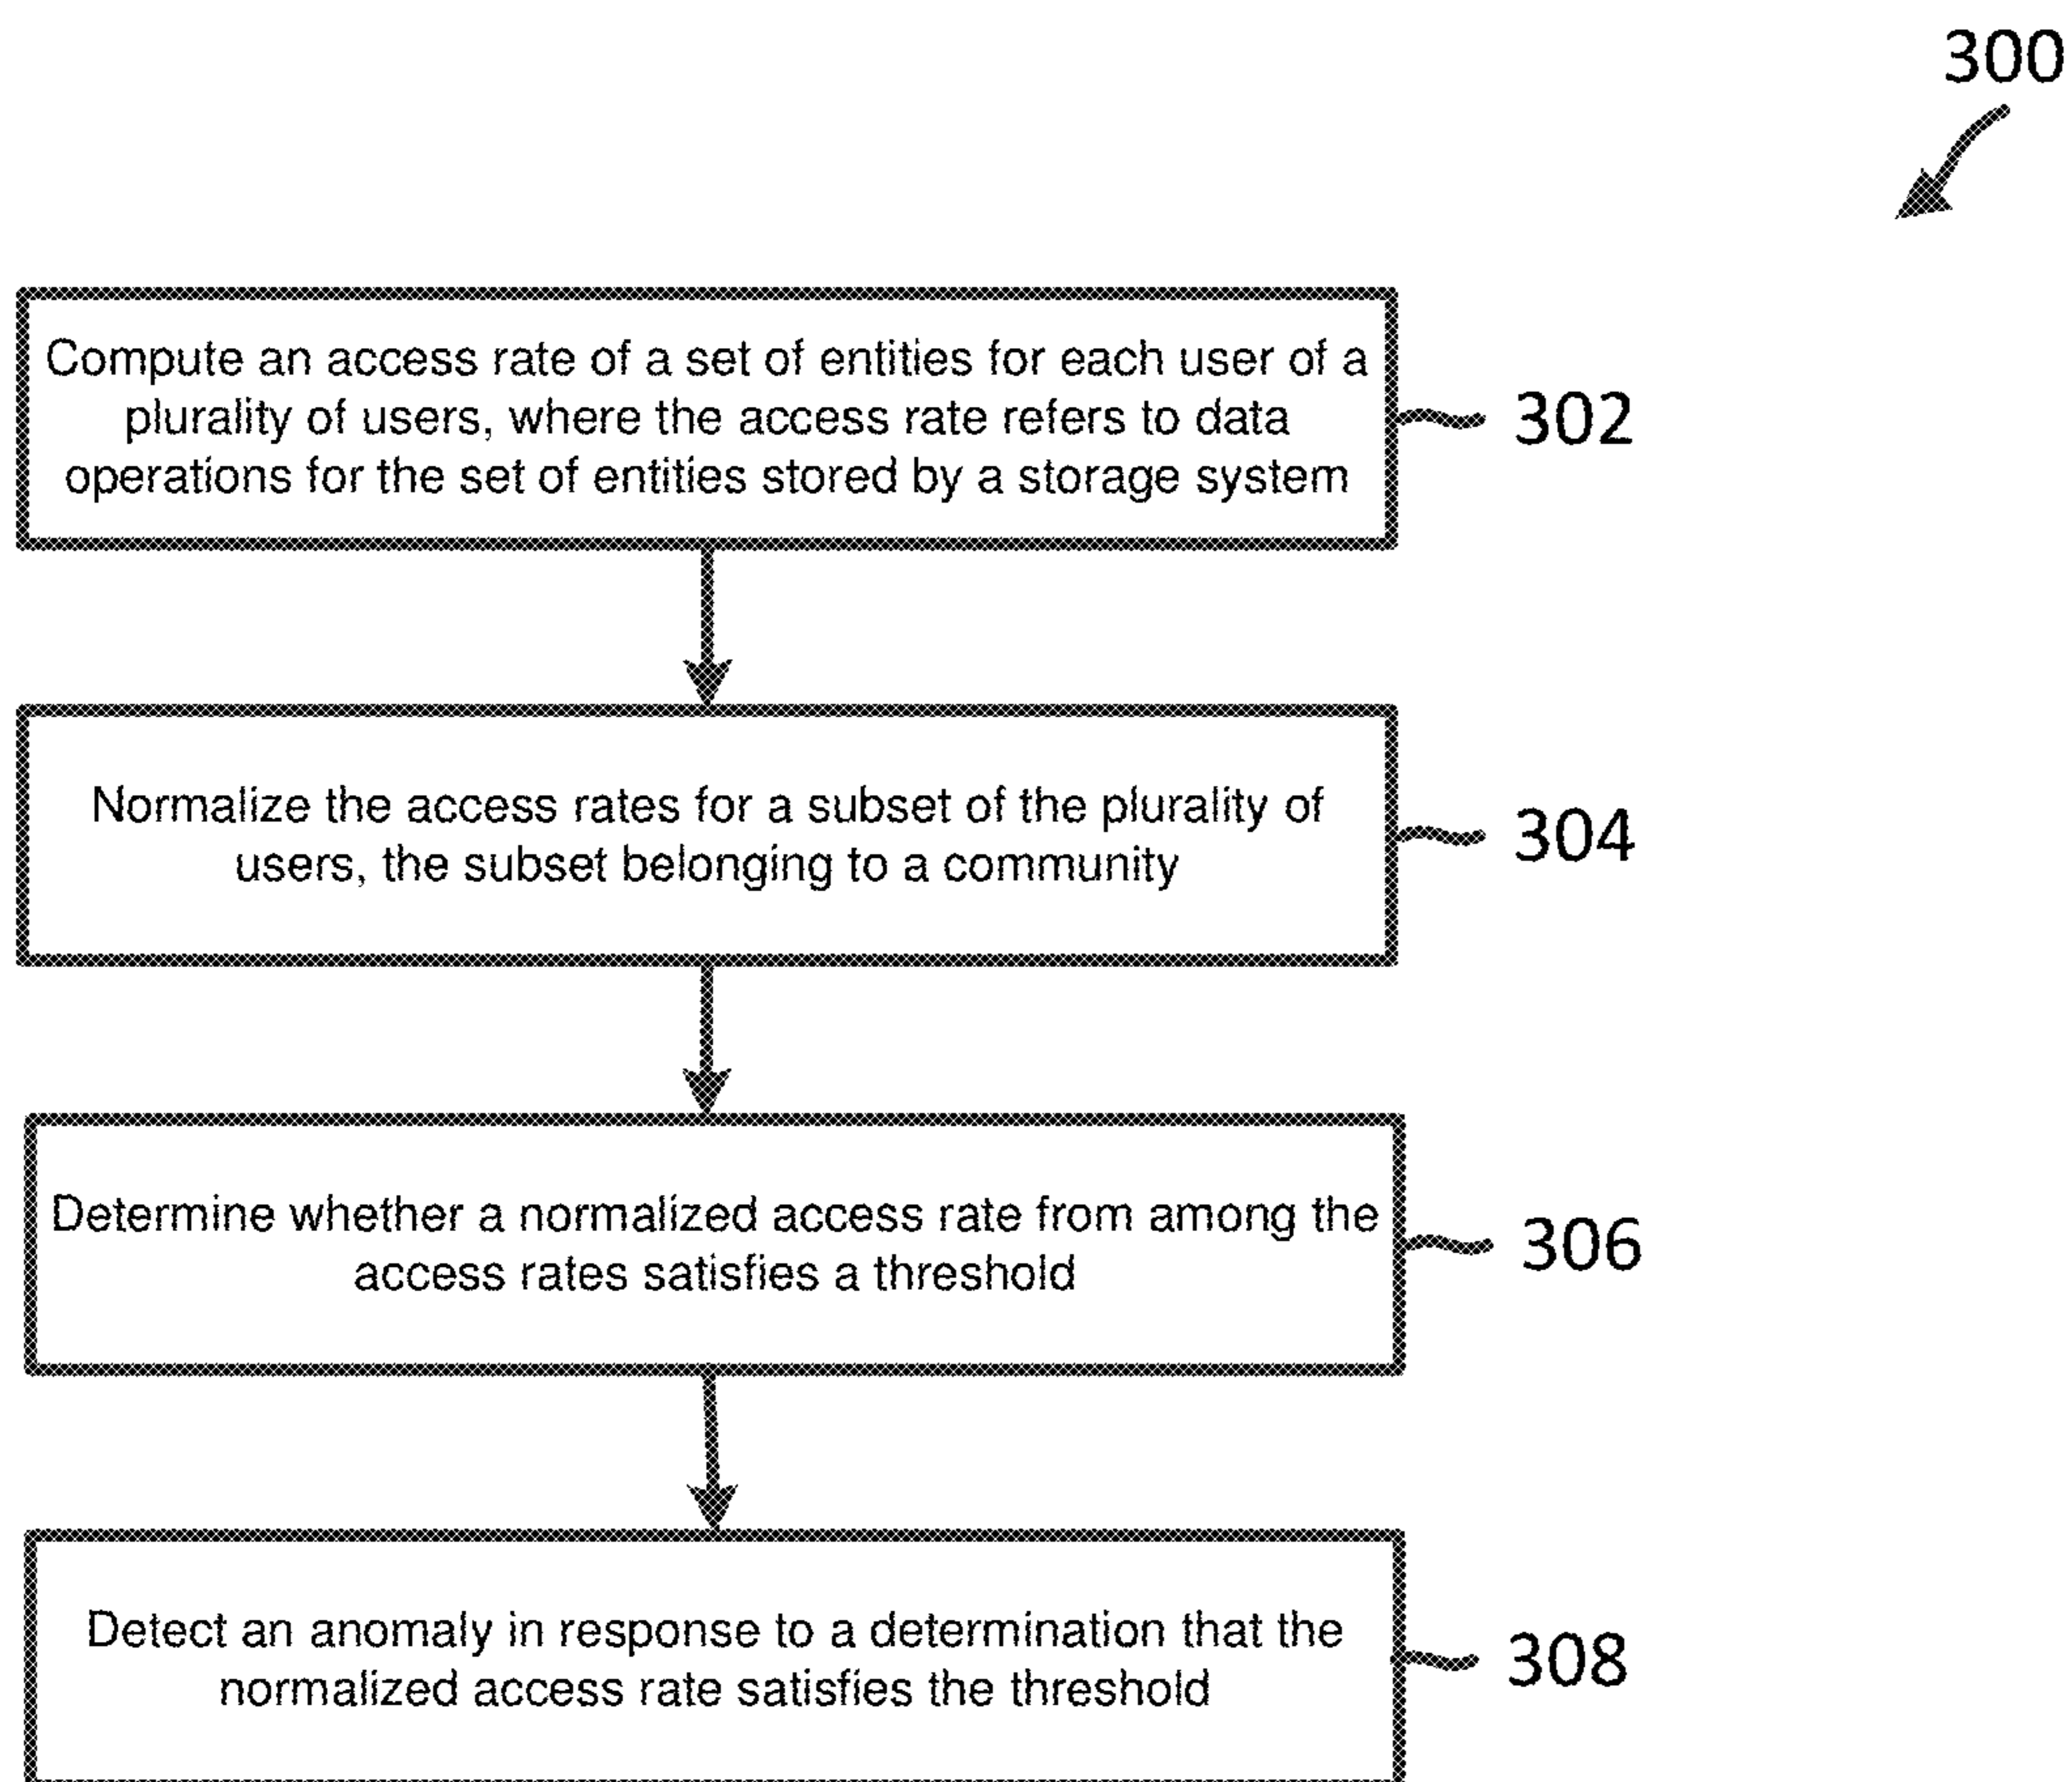 300
Compute an access rate of a set of entities for each user of a
plurality of users, where the access rate refers to data
operations for the set of entities stored by a storage system
302
Normalize the access rates for a subset of the plurality of
users, the subset belonging to a community
304
Determine whether a normalized access rate from among the
access rates satisfies a threshold
306
Detect an anomaly in response to a determination that the
normalized access rate satisfies the threshold
308